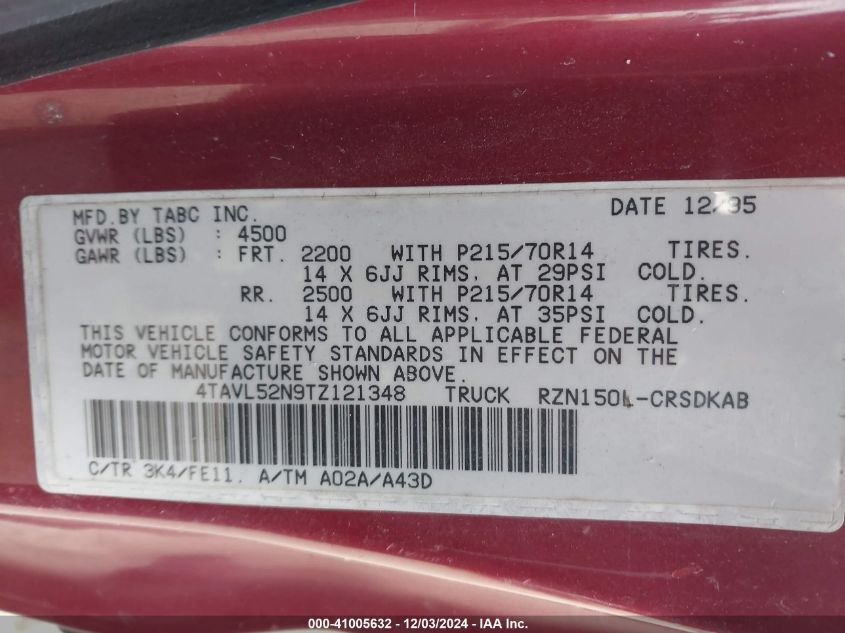 MFD.BY TABC INC. DATE 12/95
GVWR (LBS) : 4500
GAWR (LBS) : FRT. 2200 WITH P215/70R14 TIRES.
14 X 6JJ RIMS. AT 29PSI COLD.
RR. 2500 WITH P215/70R14 TIRES.
14 X 6JJ RIMS. AT 35PSI COLD.
THIS VEHICLE CONFORMS TO ALL APPLICABLE FEDERAL
MOTOR VEHICLE SAFETY STANDARDS IN EFFECT ON THE
DATE OF MANUFACTURE SHOWN ABOVE.
4TAVL52N9TZ121348 TRUCK RZN150L-CRSDKAB
C/TR 3K4/FE11. A/TM A02A/A43D
000-41005632 - 12/03/2024 - IAA Inc.